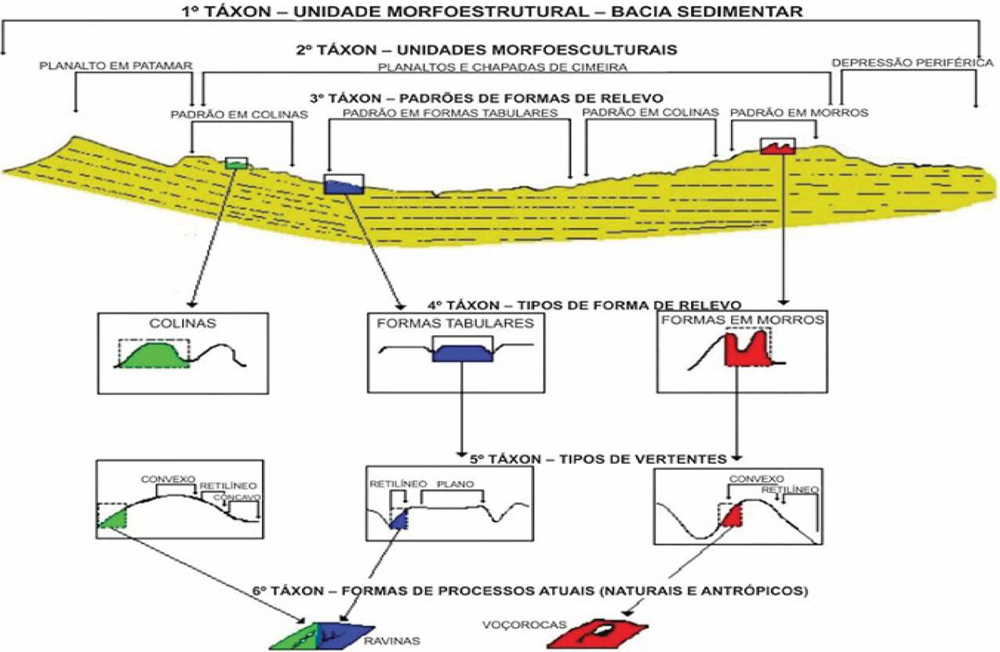 1º TÁXON – UNIDADE MORFOESTRUTURAL – BACIA SEDIMENTAR
2º TÁXON – UNIDADES MORFOESCULTURAIS
PLANALTO EM PATAMAR
PLANALTOS E CHAPADAS DE CIMEIRA
DEPRESSÃO PERIFÉRICA
3º TÁXON – PADRÕES DE FORMAS DE RELEVO
PADRÃO EM COLINAS
PADRÃO EM FORMAS TABULARES
PADRÃO EM COLINAS
PADRÃO EM MORROS
4º TÁXON – TIPOS DE FORMA DE RELEVO
COLINAS
FORMAS TABULARES
FORMAS EM MORROS
5º TÁXON – TIPOS DE VERTENTES
CONVEXO
RETILÍNEO
CÔNCAVO
RETILÍNEO
PLANO
CONVEXO
RETILÍNEO
6º TÁXON – FORMAS DE PROCESSOS ATUAIS (NATURAIS E ANTRÓPICOS)
RAVINAS
VOÇOROCAS